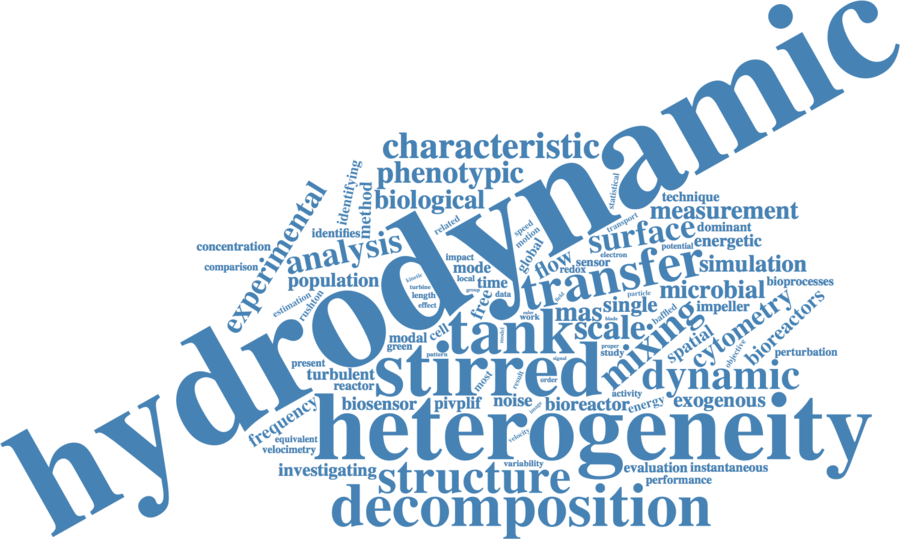 hydrodynamic
characteristic
phenotypic
biological
identifying
method
experimental
identifies
related
statistical
technique
measurement
concentration
analysis
speed
motion
transport
surface
dominant
potential
energetic
comparison
global
flow
electron
impact
mode
redox
sensor
transfer
simulation
population
kinetic
local
time
turbine
length
effect
group
data
free
field
particle
microbial
bioprocesses
estimation
rushton
mas
single
impeller
work
tank
scale
baffled
blade
cytometry
bioreactors
modal
cell
green
mixing
spatial
objective
proper
study
pattern
signal
perturbation
present
turbulent
reactor
stirred
most
result
order
dynamic
activity
biosensor
pivplif
noise
bioreactor
energy
exogenous
frequency
heterogeneity
equivalent
velocimetry
velocity
investigating
variability
structure
evaluation
instantaneous
performance
decomposition